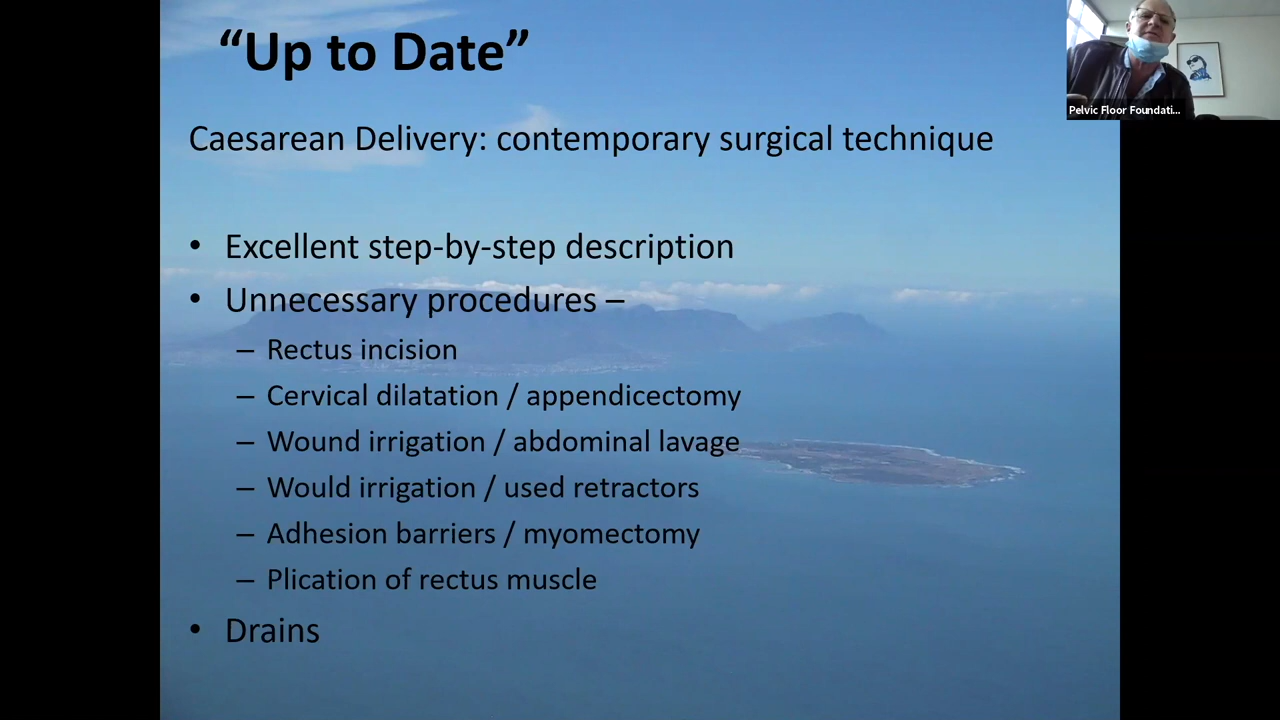 “Up to Date”
Caesarean Delivery: contemporary surgical technique
• Excellent step-by-step description
• Unnecessary procedures –
– Rectus incision
– Cervical dilatation / appendicectomy
– Wound irrigation / abdominal lavage
– Would irrigation / used retractors
– Adhesion barriers / myomectomy
– Plication of rectus muscle
• Drains
Pelvic Floor Foundati...